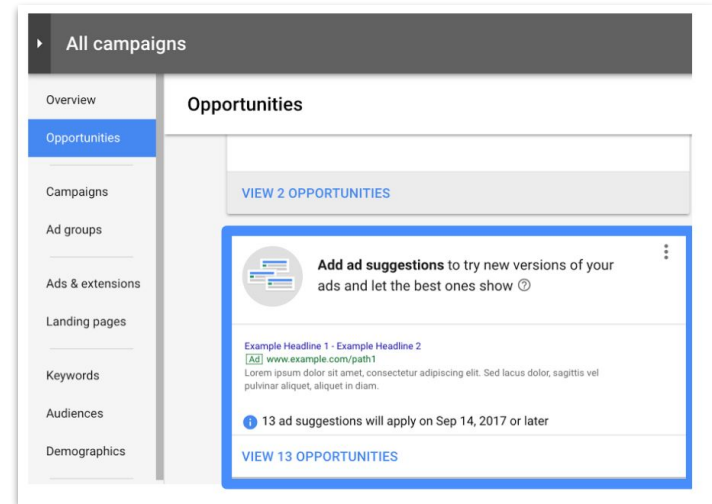 All campaigns
Overview
Opportunities
Campaigns
Ad groups
Ads & extensions
Landing pages
Keywords
Audiences
Demographics
Opportunities
VIEW 2 OPPORTUNITIES
Add ad suggestions to try new versions of your
ads and let the best ones show
Example Headline 1 - Example Headline 2
Ad www.example.com/path1
Lorem ipsum dolor sit amet, consectetur adipiscing elit. Sed lacus dolor, sagittis vel
pulvinar aliquet, aliquet in diam.
13 ad suggestions will apply on Sep 14, 2017 or later
VIEW 13 OPPORTUNITIES